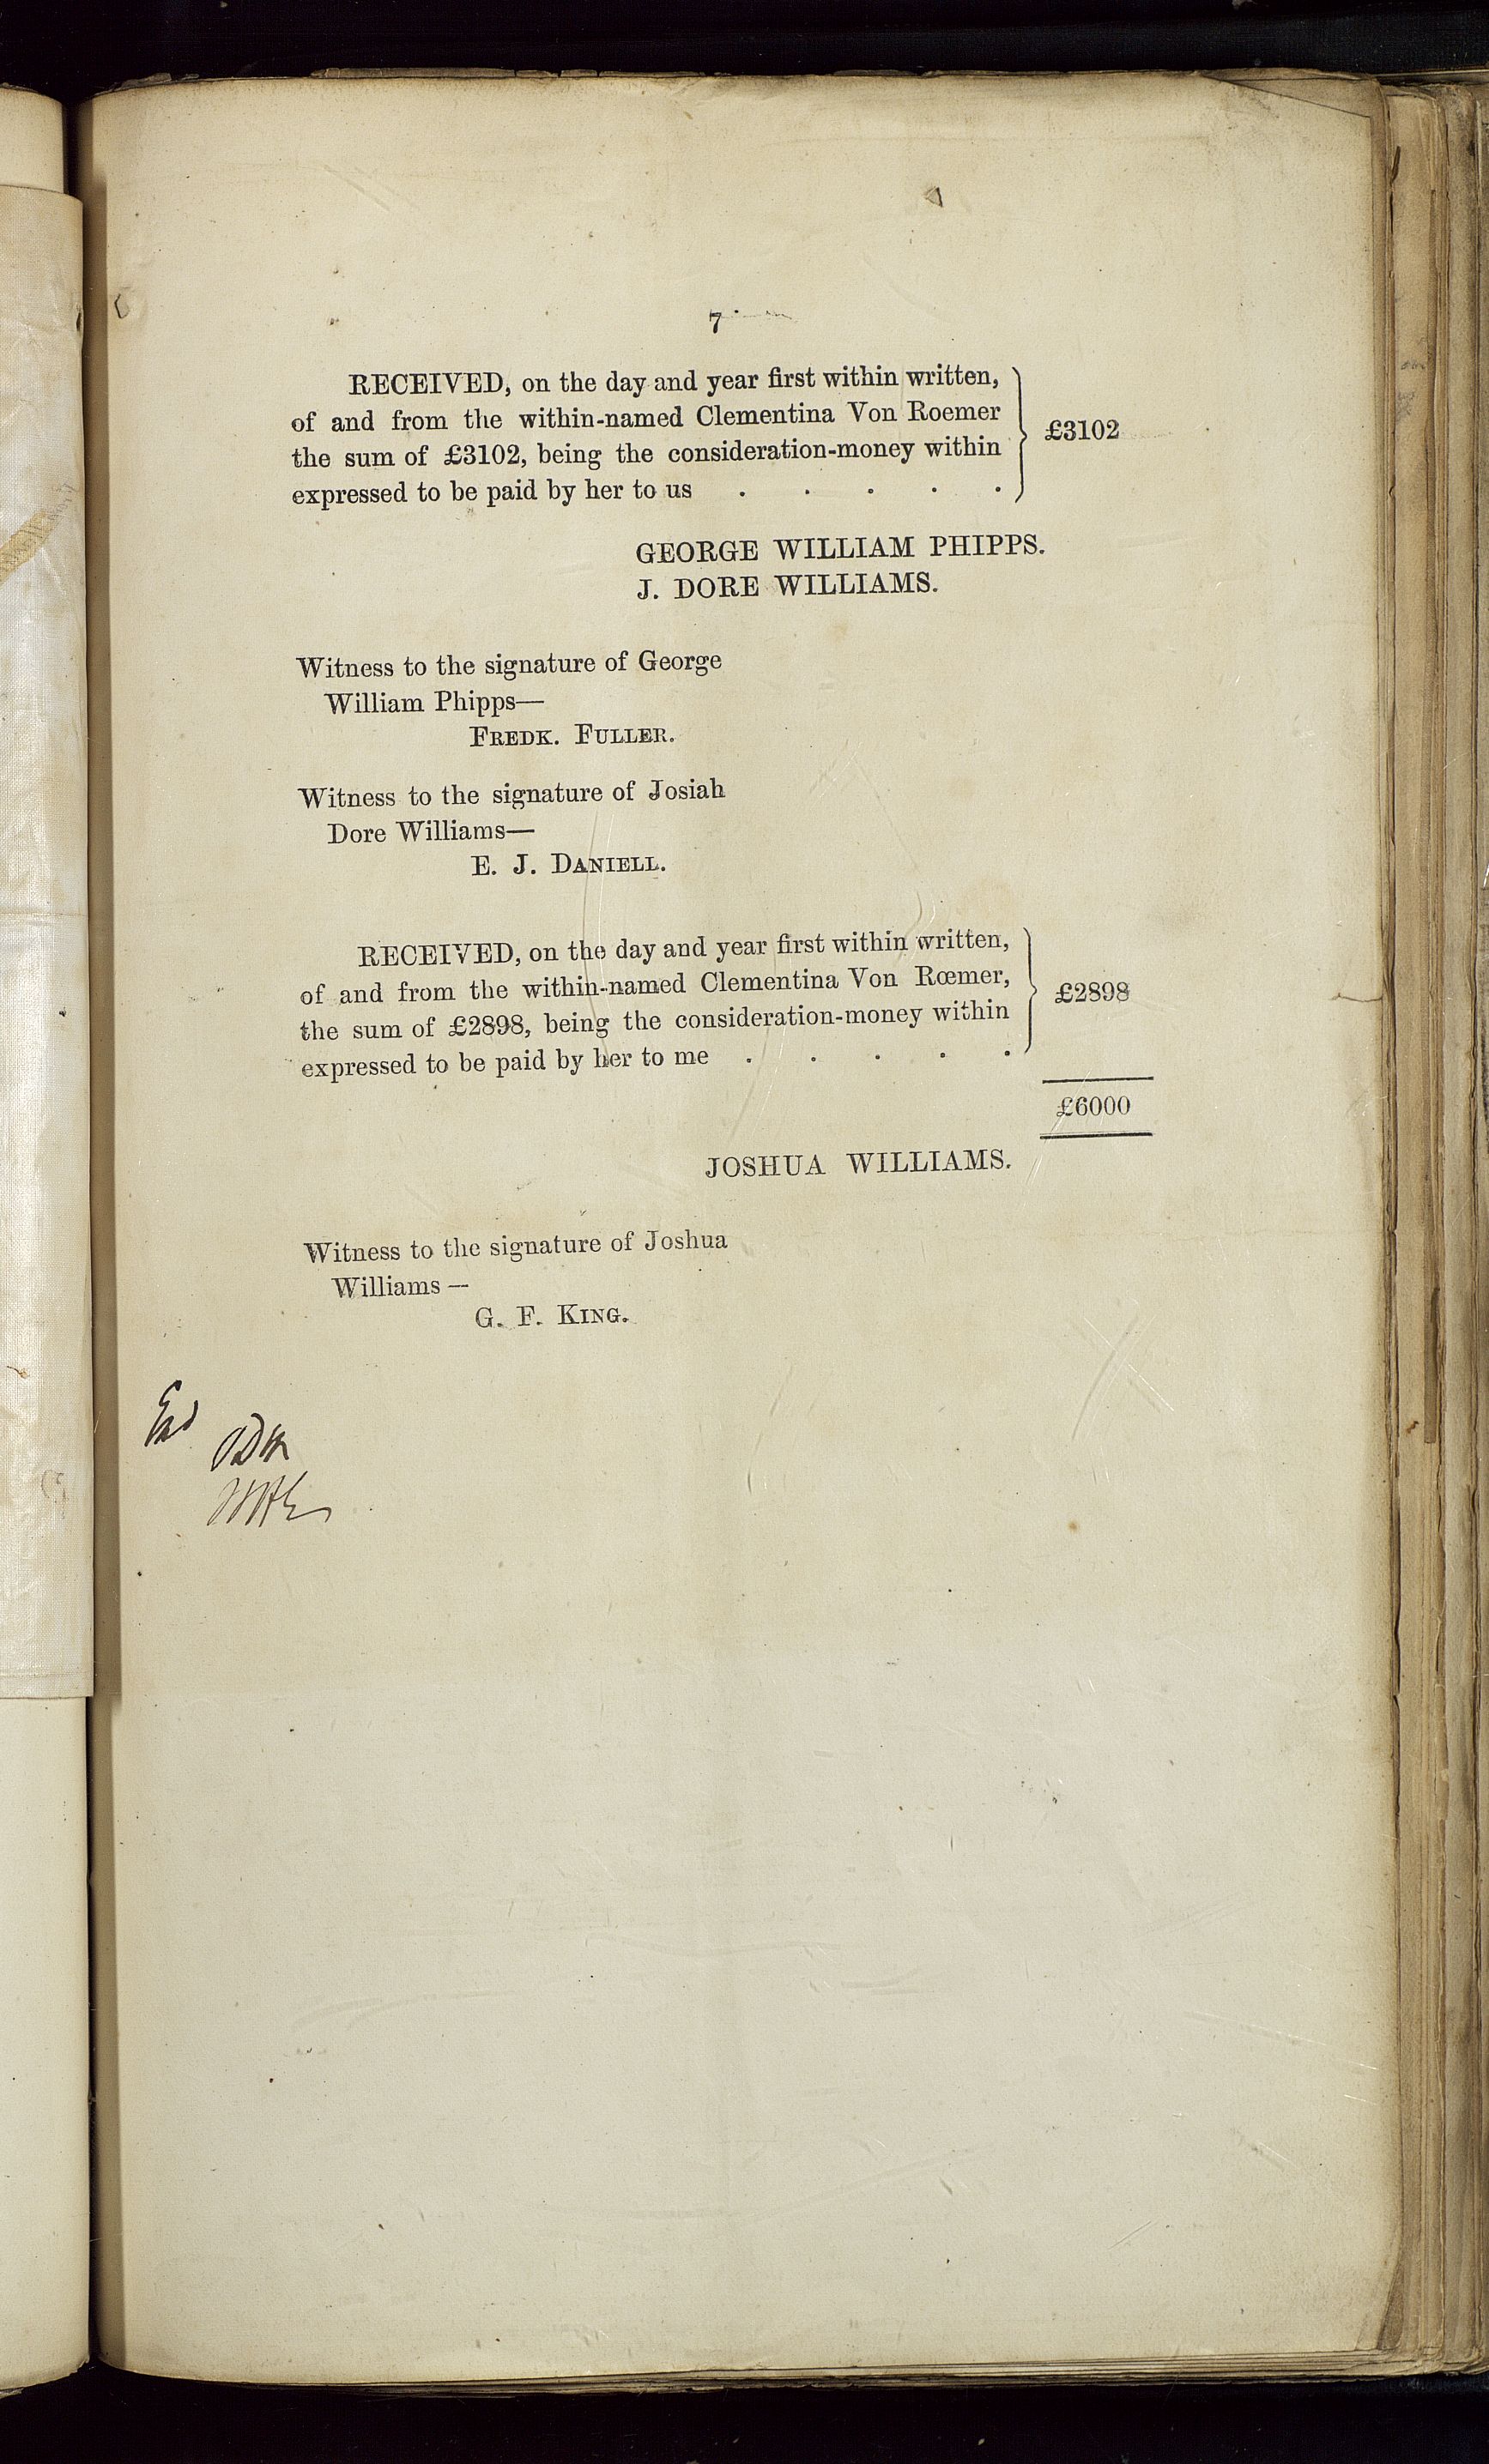 7
RECEIVED, on the day and year first within written,
of and from the within-named Clementina Von Roemer
the sum of £3102, being the consideration-money within
expressed to be paid by her to us . . . . .
£3102
GEORGE WILLIAM PHIPPS.
J. DORE WILLIAMS.
Witness to the signature of George
William Phipps—
FREDK. FULLER.
Witness to the signature of Josiah
Dore Williams—
E. J. DANIELL.
RECEIVED, on the day and year first within written,
of and from the within-named Clementina Von Rœmer,
the sum of £2898, being the consideration-money within
expressed to be paid by her to me . . . . .
£2898
£6000
JOSHUA WILLIAMS.
Witness to the signature of Joshua
Williams—
G. F. KING.